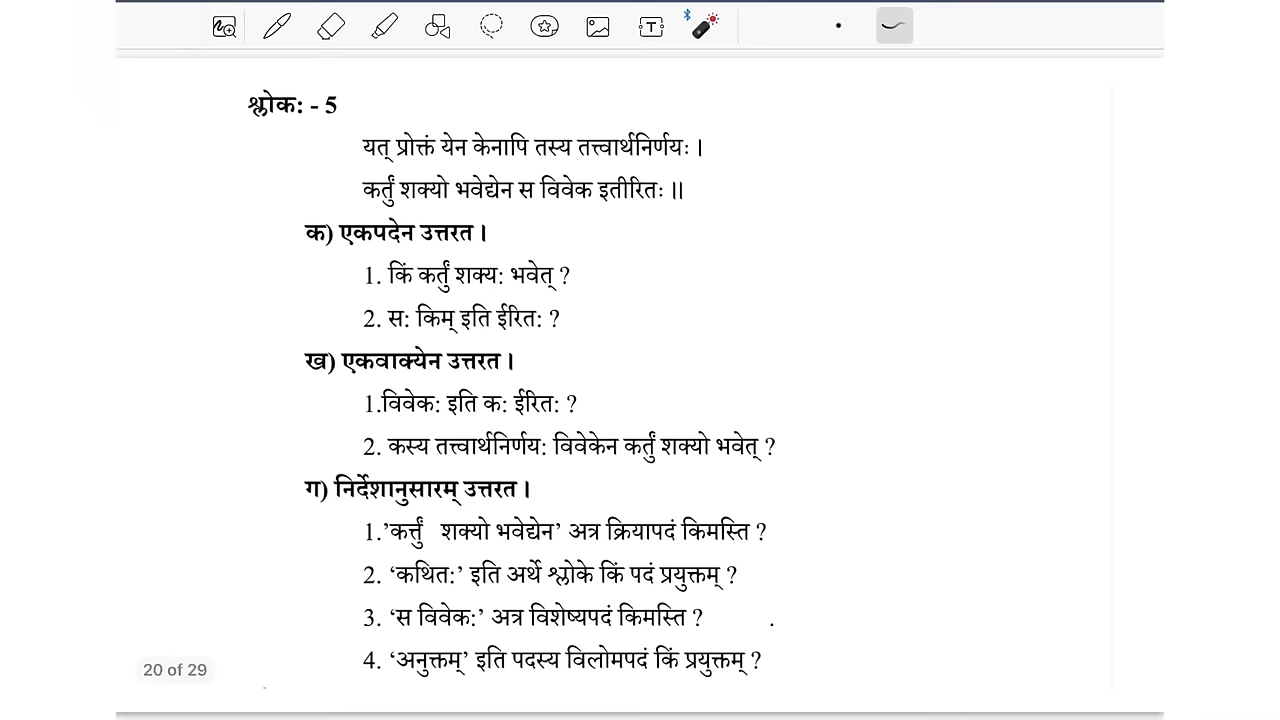 श्लोक: - 5
यत् प्रोक्तं येन केनापि तस्य तत्त्वार्थनिर्णयः ।
कर्तुं शक्यो भवेद्येन स विवेक इतीरितः ॥
क) एकपदेन उत्तरत ।
1. किं कर्तुं शक्य: भवेत् ?
2. स: किम् इति ईरित: ?
ख) एकवाक्येन उत्तरत ।
1.विवेक: इति क: ईरित: ?
2. कस्य तत्त्वार्थनिर्णय: विवेकेन कर्तुं शक्यो भवेत् ?
ग) निर्देशानुसारम् उत्तरत ।
1.’कर्त्तुं शक्यो भवेद्येन’ अत्र क्रियापदं किमस्ति ?
2. ‘कथित:’ इति अर्थे श्लोके किं पदं प्रयुक्तम् ?
3. ‘स विवेक:’ अत्र विशेष्यपदं किमस्ति ? .
4. ‘अनुक्तम्’ इति पदस्य विलोमपदं किं प्रयुक्तम् ?
20 of 29